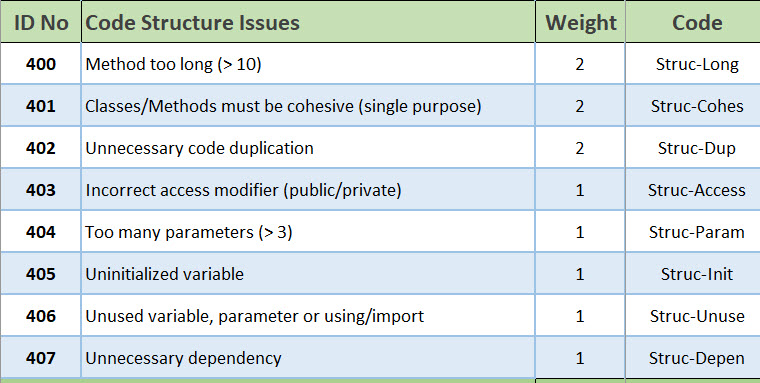 ID No Code Structure Issues Weight Code
400 Method too long (> 10) 2 Struc-Long
401 Classes/Methods must be cohesive (single purpose) 2 Struc-Cohes
402 Unnecessary code duplication 2 Struc-Dup
403 Incorrect access modifier (public/private) 1 Struc-Access
404 Too many parameters (> 3) 1 Struc-Param
405 Uninitialized variable 1 Struc-Init
406 Unused variable, parameter or using/import 1 Struc-Unuse
407 Unnecessary dependency 1 Struc-Depen